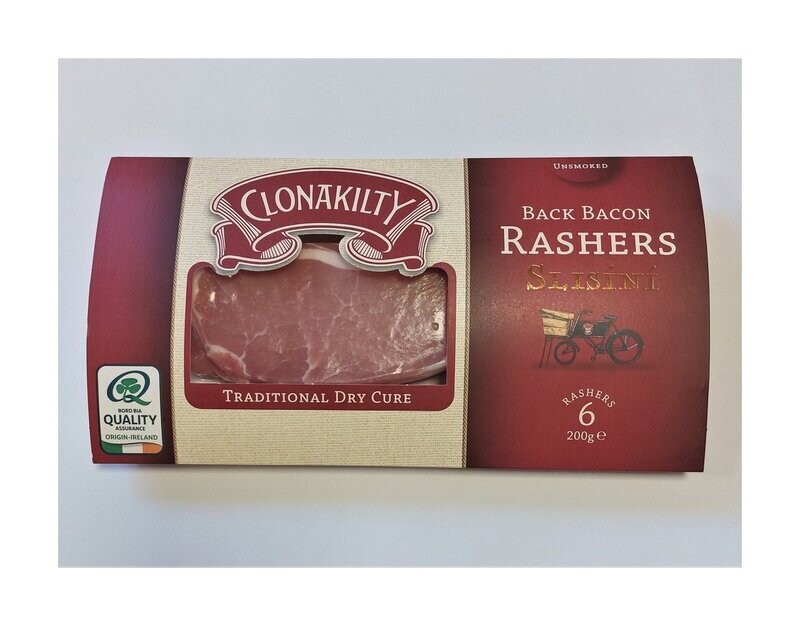 CLONAKILTY
TRADITIONAL DRY CURE
BORD BIA
QUALITY
ASSURANCE
ORIGIN-IRELAND
UNSMOKED
BACK BACON
RASHERS
SLISÍNÍ
RASHERS
6
200g e